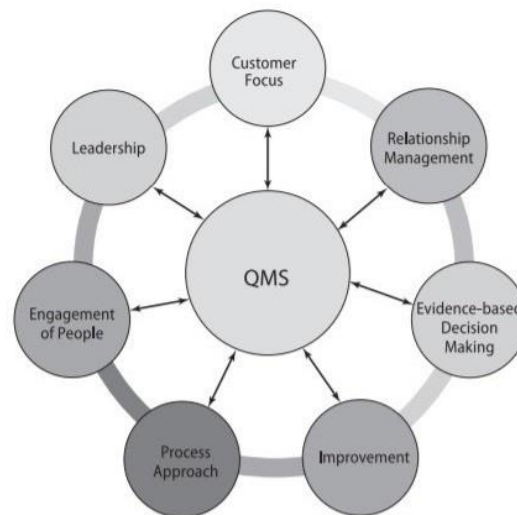 Customer
Focus
Relationship
Management
Leadership
QMS
Engagement
of People
Evidence-based
Decision
Making
Process
Approach
Improvement